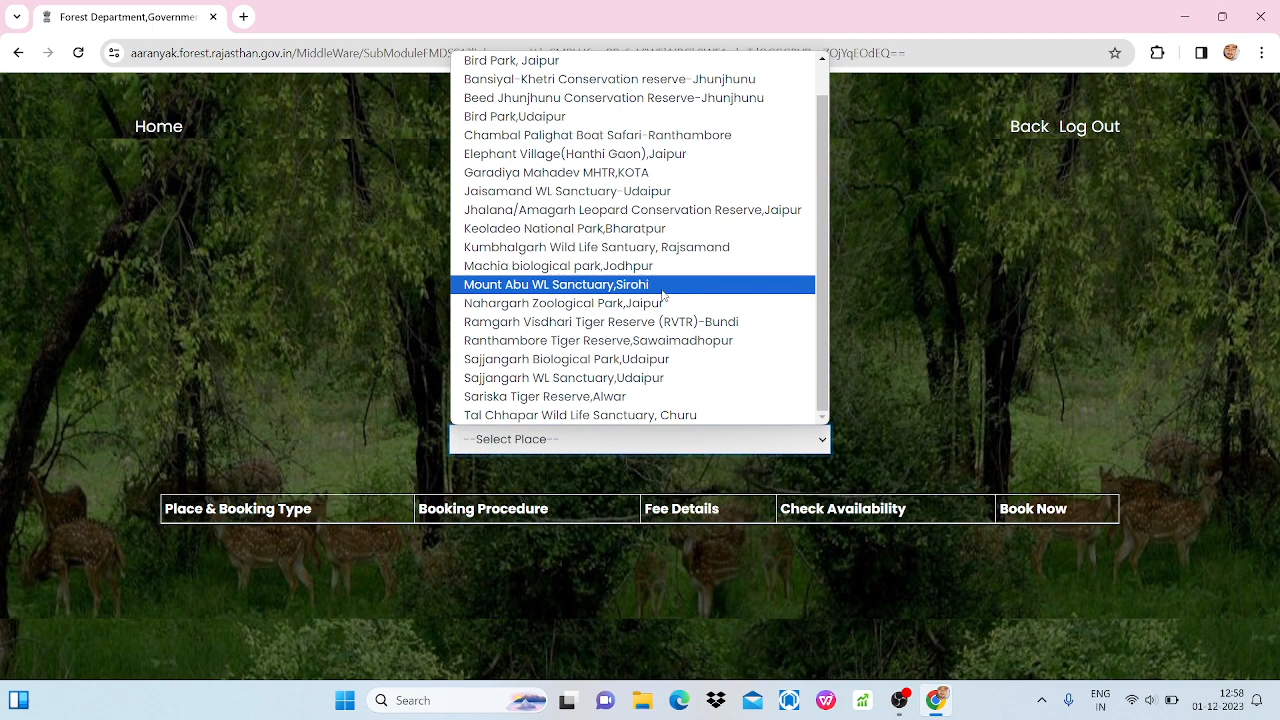 Forest Department,Governmen
aaranyak.forest.rajasthan.gov.in/MiddleWare/SubModuleFMDSS
Home
Back Log Out
Bird Park, Jaipur
Bansiyal-Khetri Conservation reserve-Jhunjhunu
Beed Jhunjhunu Conservation Reserve-Jhunjhunu
Bird Park,Udaipur
Chambal Palighat Boat Safari-Ranthambore
Elephant Village(Hanthi Gaon),Jaipur
Garadiya Mahadev MHTR,KOTA
Jaisamand WL Sanctuary-Udaipur
Jhalana/Amagarh Leopard Conservation Reserve,Jaipur
Keoladeo National Park,Bharatpur
Kumbhalgarh Wild Life Santuary, Rajsamand
Machia biological park,Jodhpur
Mount Abu WL Sanctuary,Sirohi
Nahargarh Zoological Park,Jaipur
Ramgarh Visdhari Tiger Reserve (RVTR)-Bundi
Ranthambore Tiger Reserve,Sawaimadhopur
Sajjangarh Biological Park,Udaipur
Sajjangarh WL Sanctuary,Udaipur
Sariska Tiger Reserve,Alwar
Tal Chhapar Wild Life Sanctuary, Churu
--Select Place--
Place & Booking Type Booking Procedure Fee Details Check Availability Book Now
Search
ENG
IN
12:58
01-12-2023